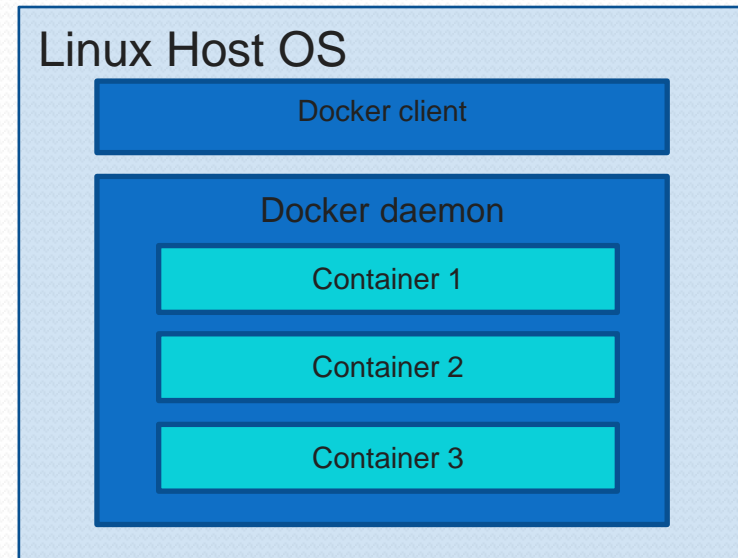 Linux Host OS
Docker client
Docker daemon
Container 1
Container 2
Container 3